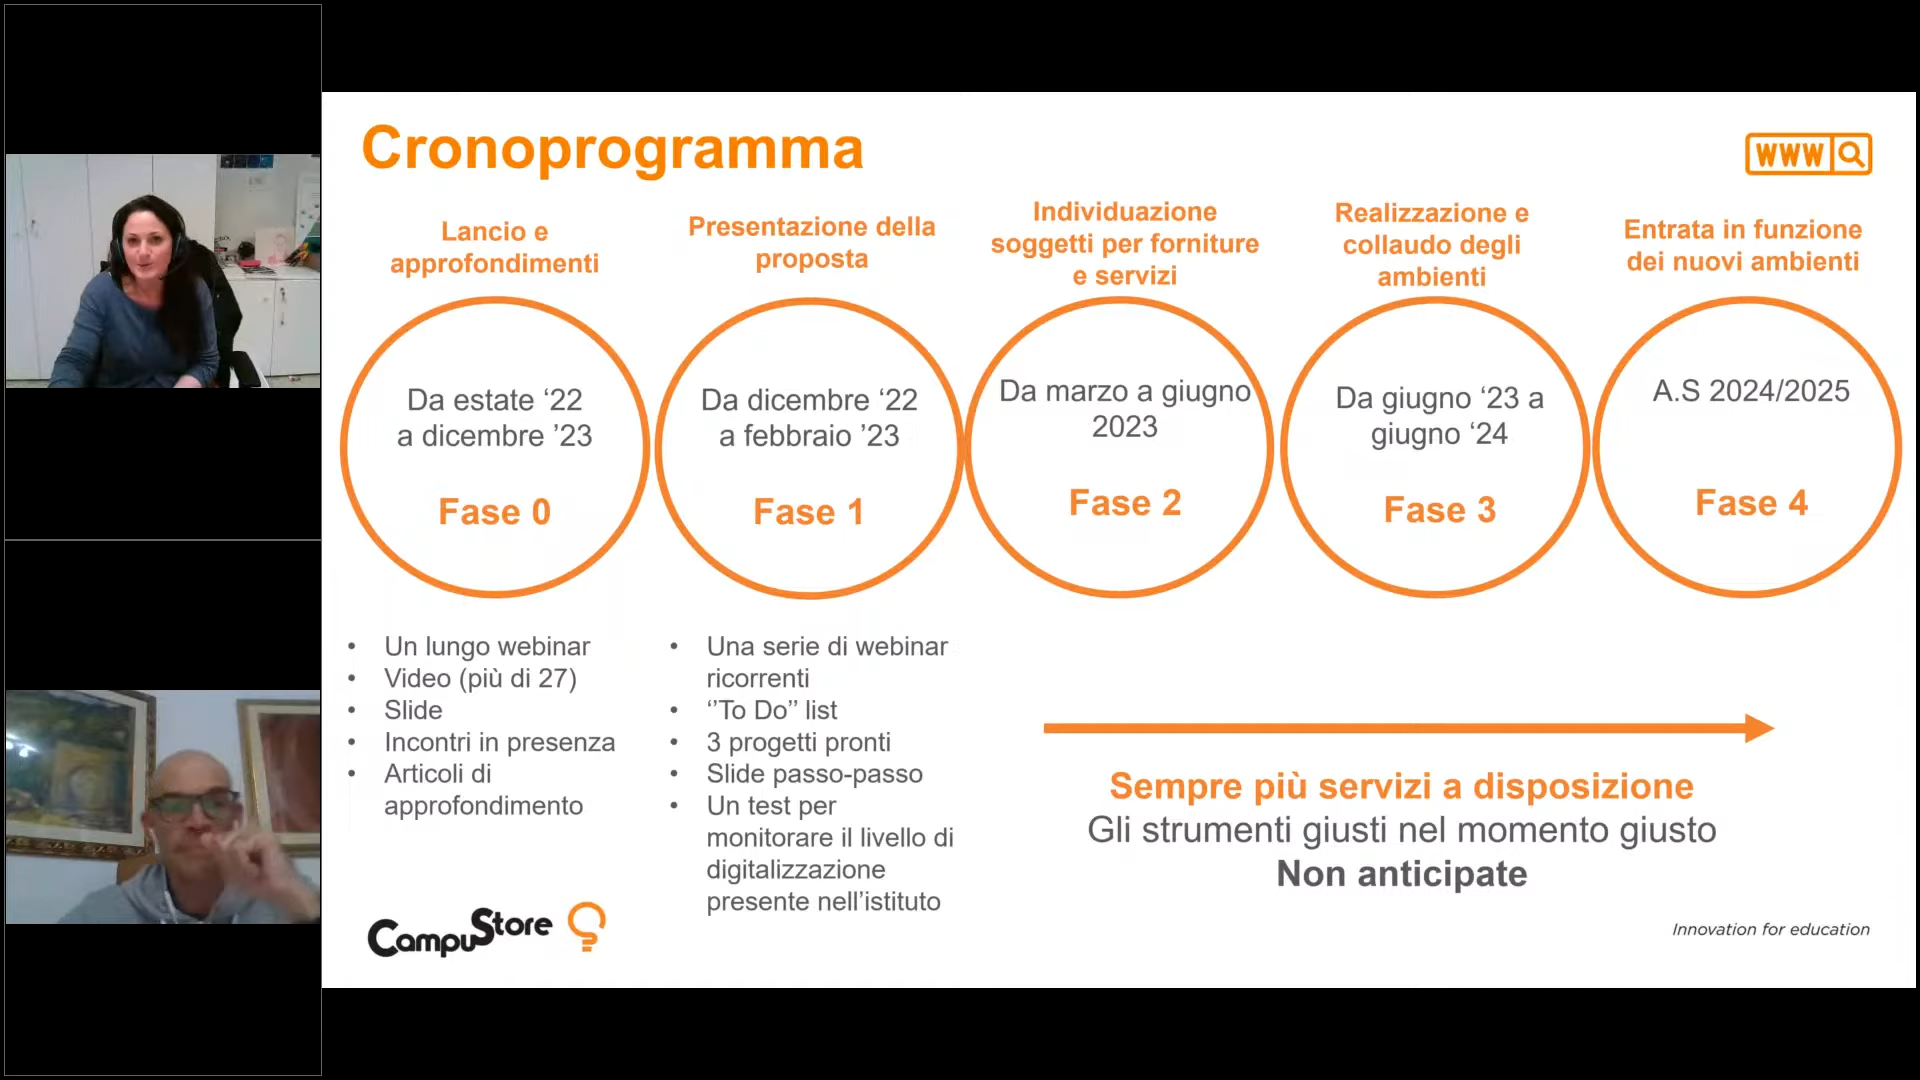 Cronoprogramma
WWW
Lancio e
approfondimenti
Da estate ‘22
a dicembre ’23
Fase 0
Presentazione della
proposta
Da dicembre ‘22
a febbraio ‘23
Fase 1
Individuazione
soggetti per forniture
e servizi
Da marzo a giugno
2023
Fase 2
Realizzazione e
collaudo degli
ambienti
Da giugno ‘23 a
giugno ‘24
Fase 3
Entrata in funzione
dei nuovi ambienti
A.S 2024/2025
Fase 4
• Un lungo webinar
• Video (più di 27)
• Slide
• Incontri in presenza
• Articoli di
approfondimento
• Una serie di webinar
ricorrenti
• ‘’To Do’’ list
• 3 progetti pronti
• Slide passo-passo
• Un test per
monitorare il livello di
digitalizzazione
presente nell’istituto
Sempre più servizi a disposizione
Gli strumenti giusti nel momento giusto
Non anticipate
CampuStore
Innovation for education